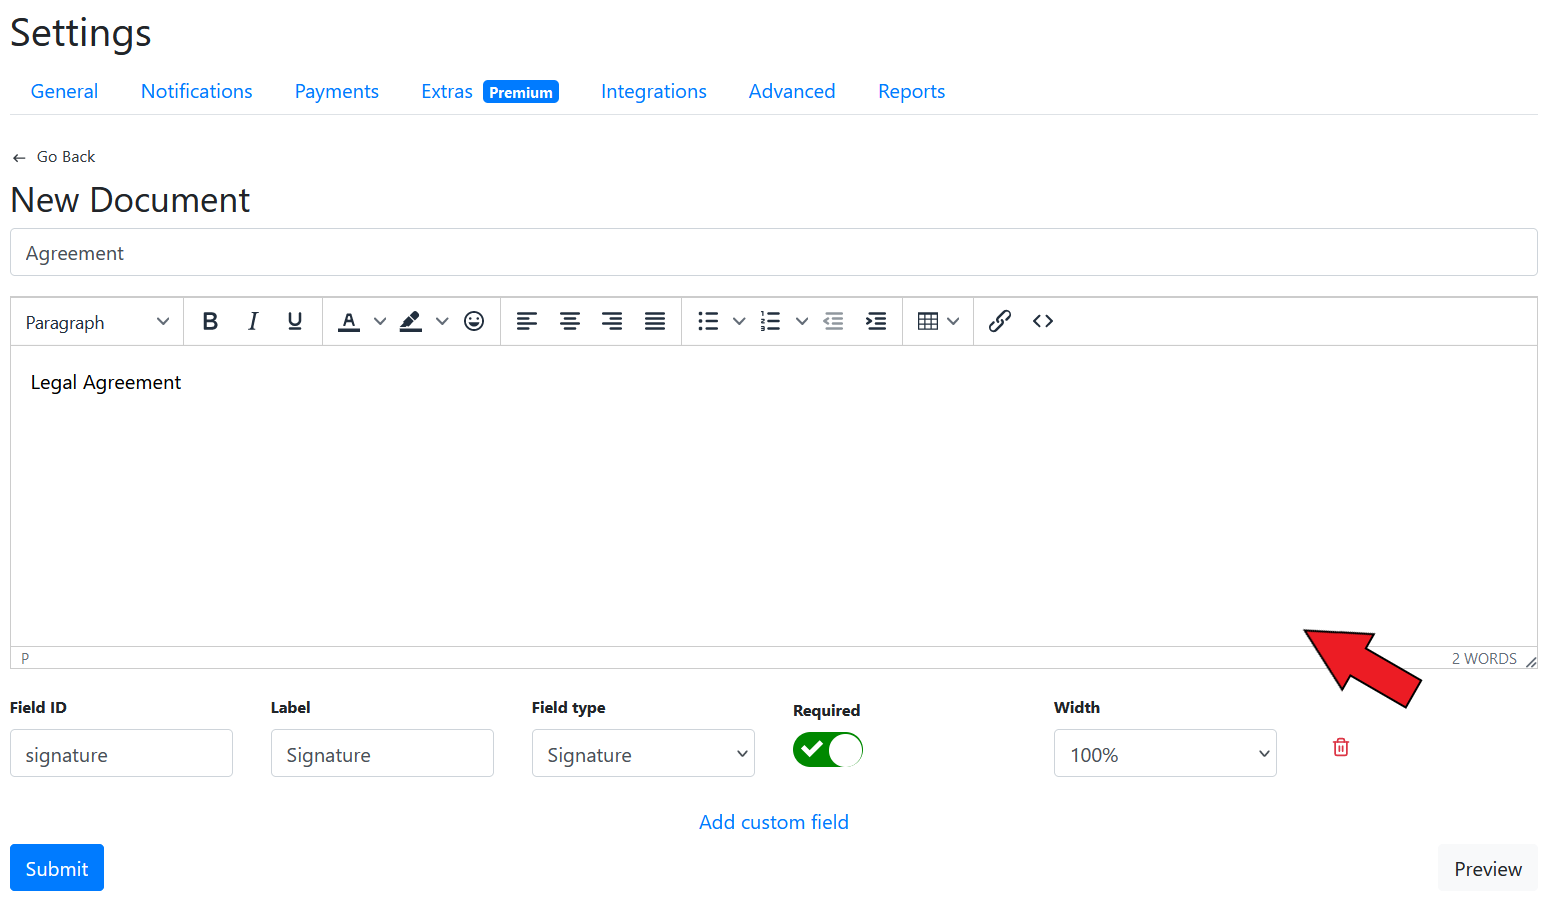 Settings
General Notifications Payments Extras Premium Integrations Advanced Reports
← Go Back
New Document
Agreement
Paragraph B I U A
Legal Agreement
P 2 WORDS
Field ID Label Field type Required Width
signature Signature Signature 100%
Add custom field
Submit Preview